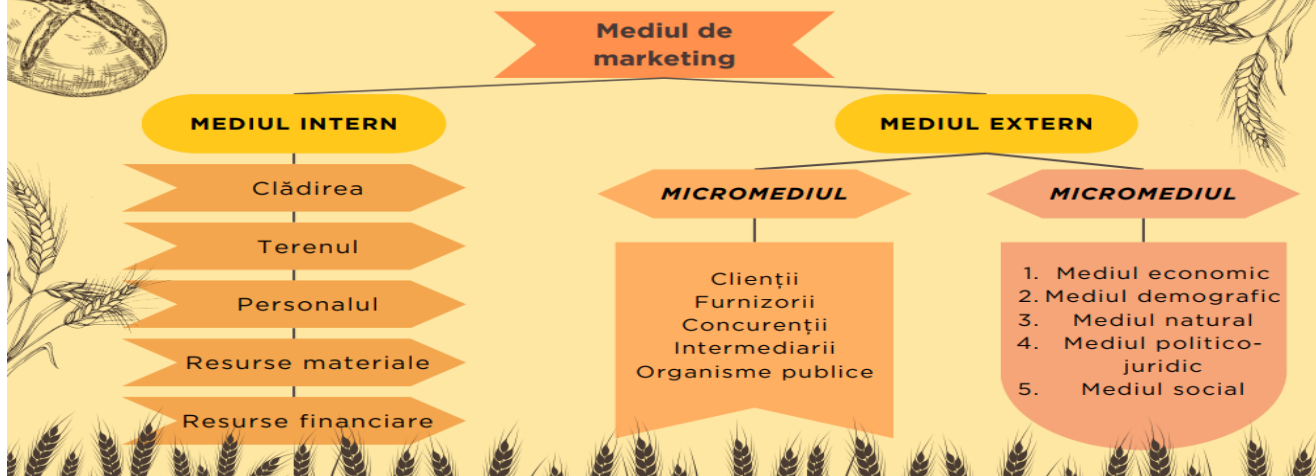 Mediul de
marketing
MEDIUL INTERN
Clădirea
Terenul
Personalul
Resurse materiale
Resurse financiare
MEDIUL EXTERN
MICROMEDIUL
Clienții
Furnizorii
Concurenții
Intermediarii
Organisme publice
MICROMEDIUL
1. Mediul economic
2. Mediul demografic
3. Mediul natural
4. Mediul politico-
juridic
5. Mediul social